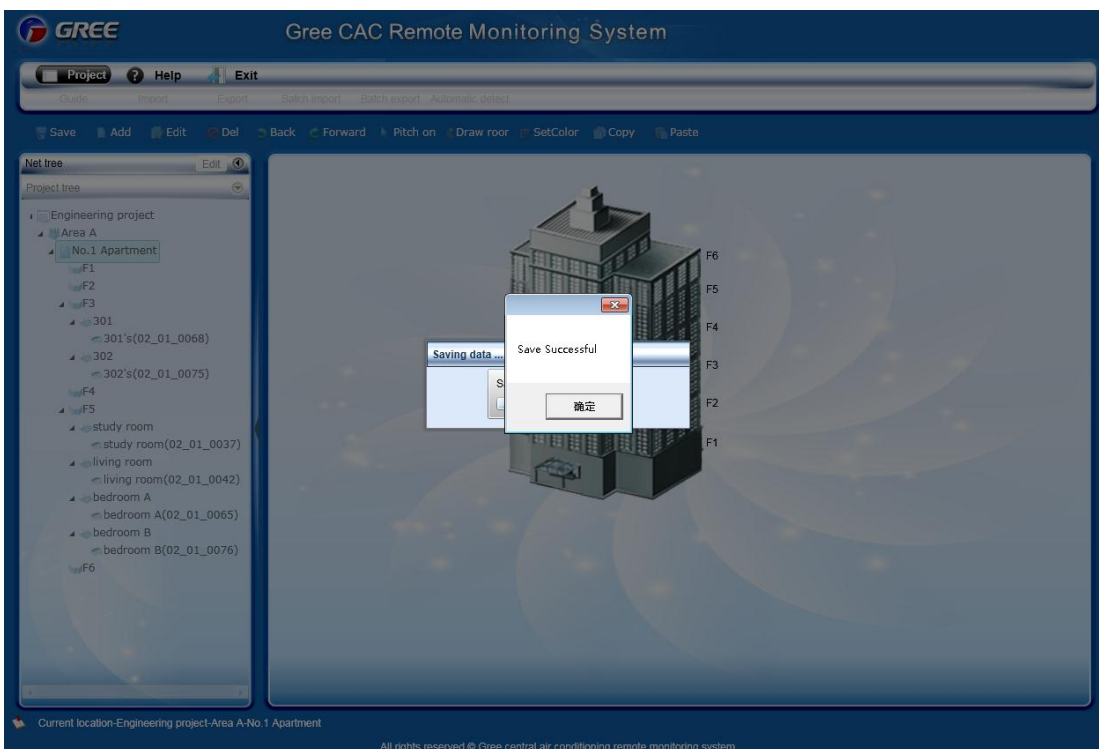 GREE
Gree CAC Remote Monitoring System
Project Help Exit
Guide Import Export Batch import Batch export Automatic detect
Save Add Edit Del Back Forward Pitch on Draw roor SetColor Copy Paste
Net tree Edit
Project tree
Engineering project
Area A
No.1 Apartment
F1
F2
F3
301
301's(02_01_0068)
302
302's(02_01_0075)
F4
F5
study room
study room(02_01_0037)
living room
living room(02_01_0042)
bedroom A
bedroom A(02_01_0065)
bedroom B
bedroom B(02_01_0076)
F6
F6
F5
F4
F3
F2
F1
Saving data ...
Save Successful
确定
Current location-Engineering project-Area A-No.1 Apartment
All rights reserved © Gree central air conditioning remote monitoring system